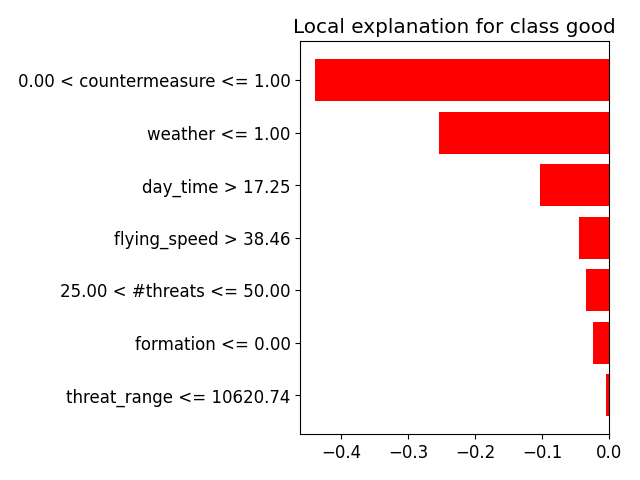 Local explanation for class good
0.00 < countermeasure <= 1.00
weather <= 1.00
day_time > 17.25
flying_speed > 38.46
25.00 < #threats <= 50.00
formation <= 0.00
threat_range <= 10620.74
−0.4 −0.3 −0.2 −0.1 0.0